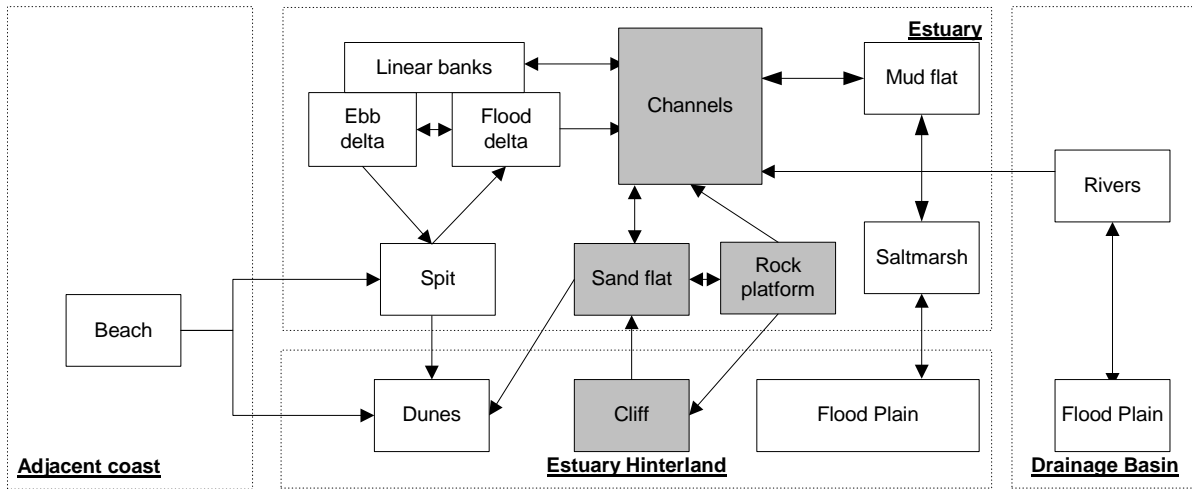 Estuary
Linear banks
Mud flat
Channels
Ebb
delta
Flood
delta
Rivers
Saltmarsh
Spit
Sand flat
Rock
platform
Beach
Dunes
Cliff
Flood Plain
Flood Plain
Adjacent coast
Estuary Hinterland
Drainage Basin